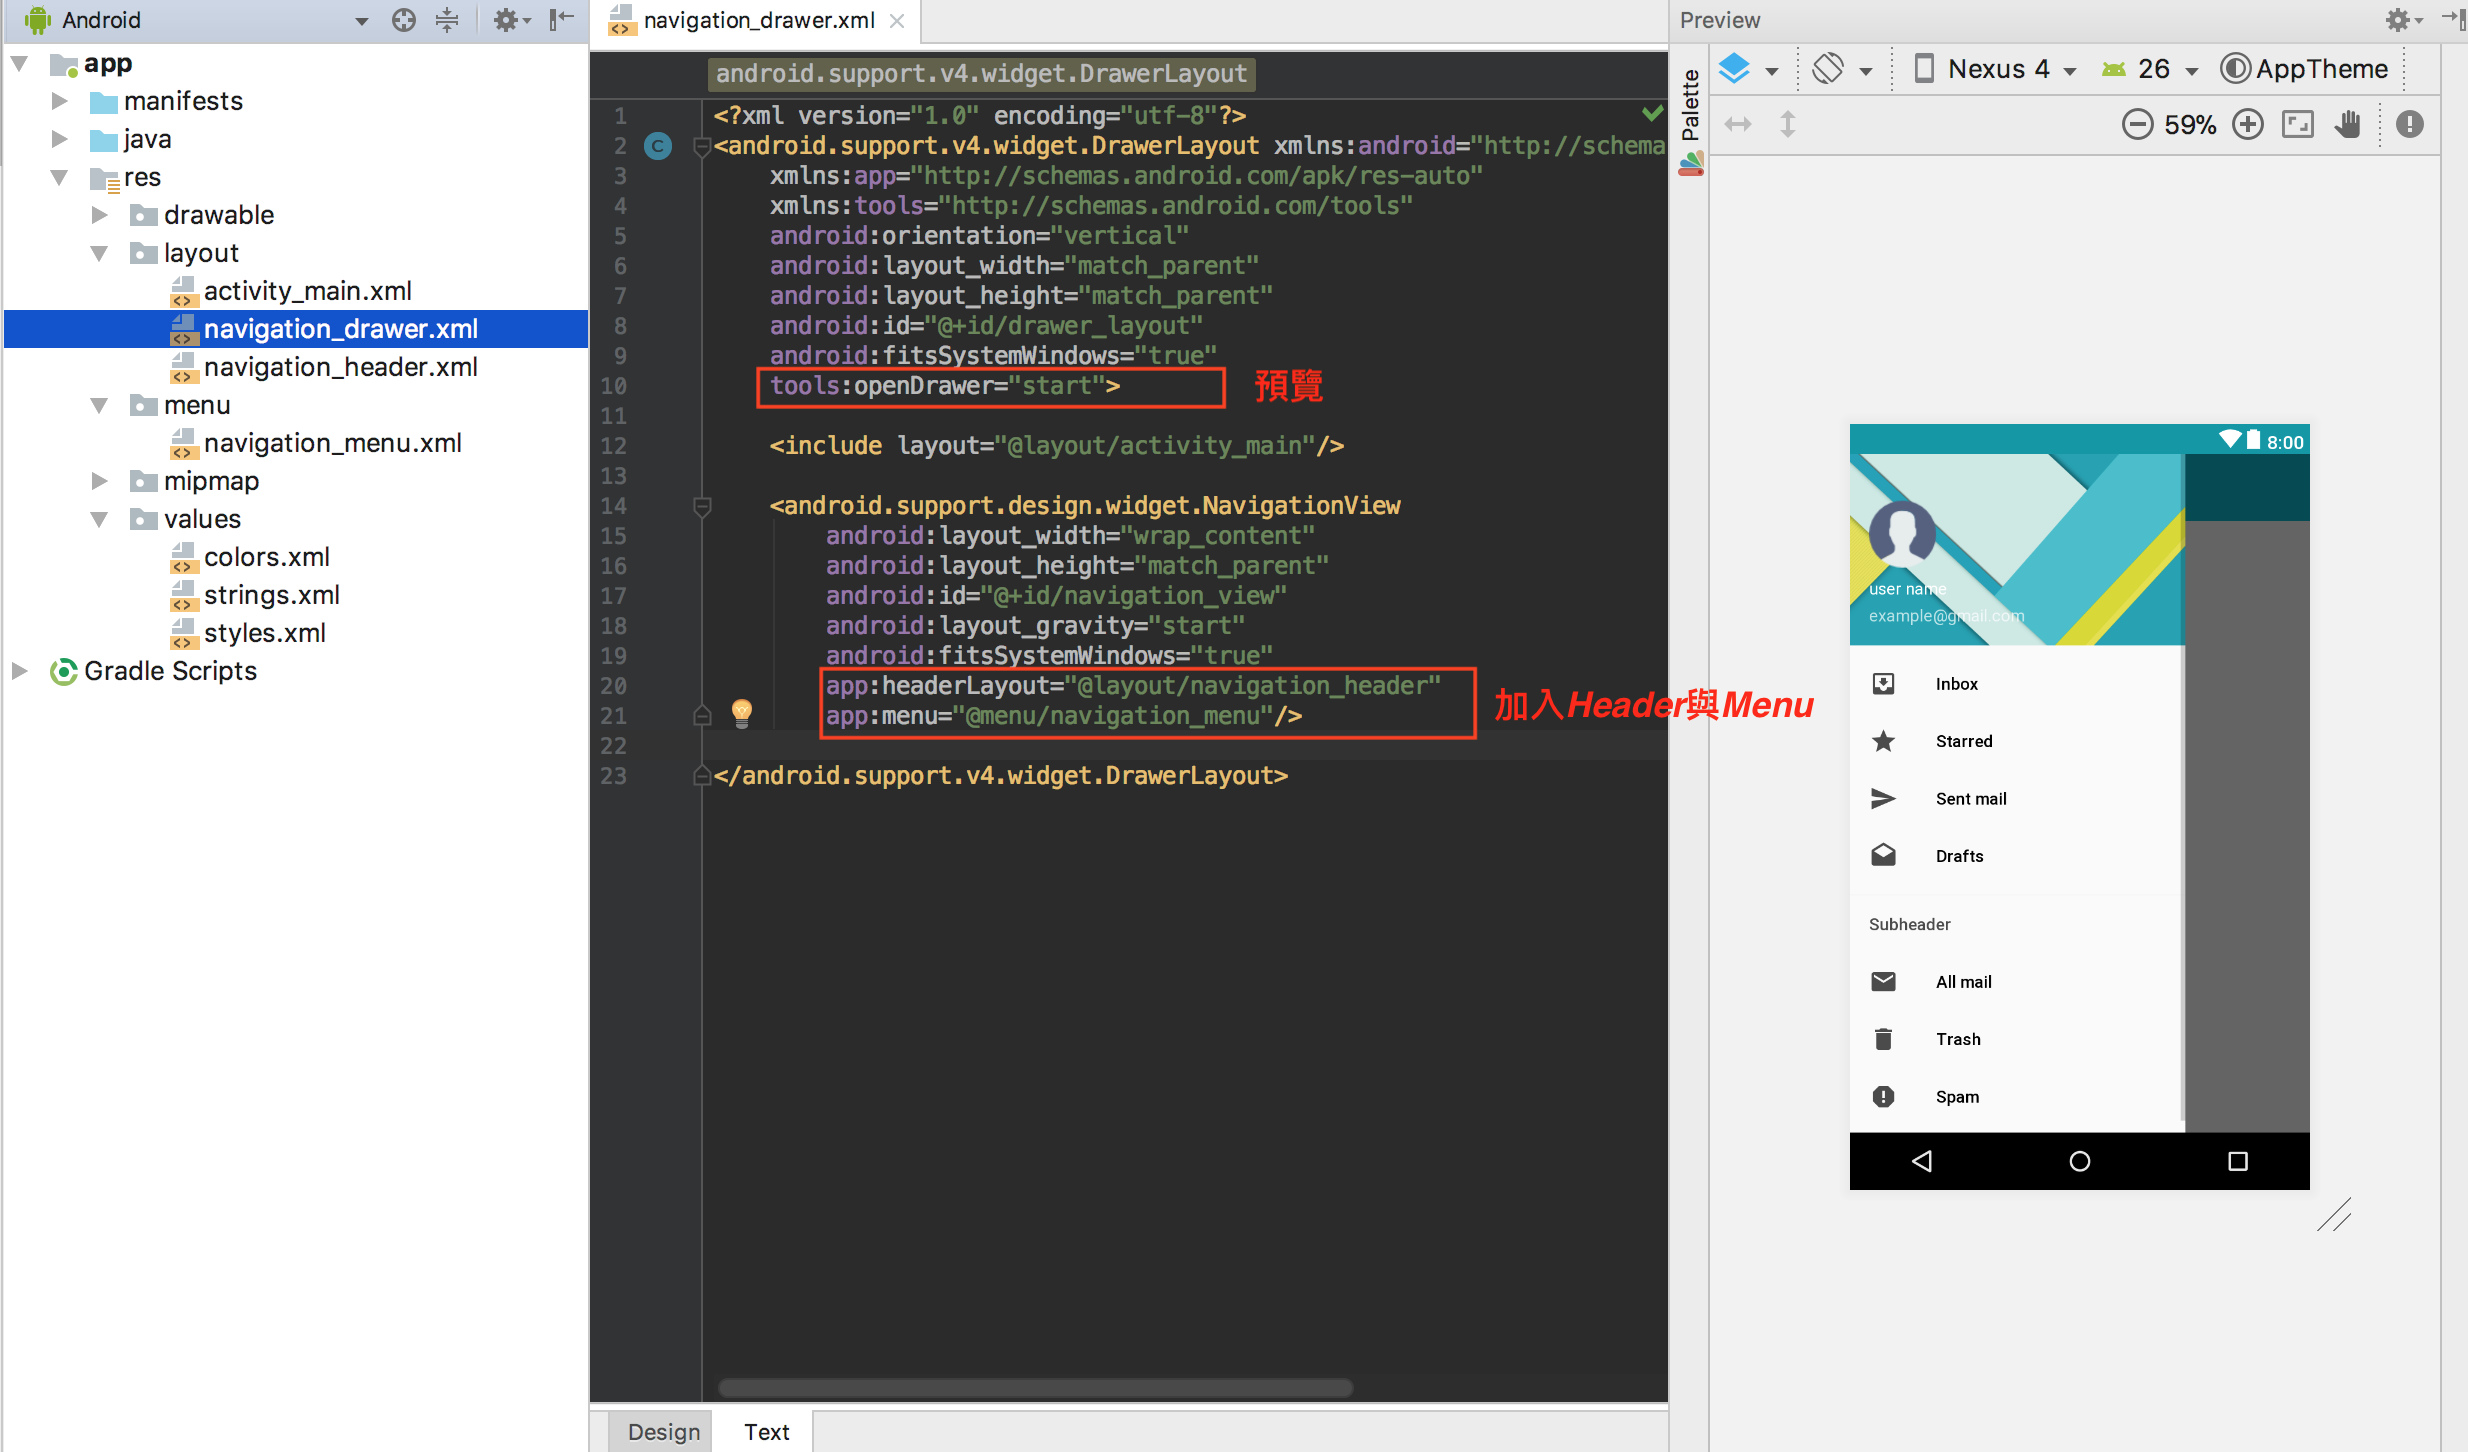 Android
app
manifests
java
res
drawable
layout
activity_main.xml
navigation_drawer.xml
navigation_header.xml
menu
navigation_menu.xml
mipmap
values
colors.xml
strings.xml
styles.xml
Gradle Scripts
navigation_drawer.xml
android.support.v4.widget.DrawerLayout
1 <?xml version="1.0" encoding="utf-8"?>
2 C <android.support.v4.widget.DrawerLayout xmlns:android="http://schema
3 xmlns:app="http://schemas.android.com/apk/res-auto"
4 xmlns:tools="http://schemas.android.com/tools"
5 android:orientation="vertical"
6 android:layout_width="match_parent"
7 android:layout_height="match_parent"
8 android:id="@+id/drawer_layout"
9 android:fitsSystemWindows="true"
10 tools:openDrawer="start"> 預覽
11
12 <include layout="@layout/activity_main"/>
13
14 <android.support.design.widget.NavigationView
15 android:layout_width="wrap_content"
16 android:layout_height="match_parent"
17 android:id="@+id/navigation_view"
18 android:layout_gravity="start"
19 android:fitsSystemWindows="true"
20 app:headerLayout="@layout/navigation_header"
21 app:menu="@menu/navigation_menu"/>
加入Header與Menu
22
23 </android.support.v4.widget.DrawerLayout>
Design Text
Preview
Palette
Nexus 4 26 AppTheme
59%
8:00
user name
example@gmail.com
Inbox
Starred
Sent mail
Drafts
Subheader
All mail
Trash
Spam